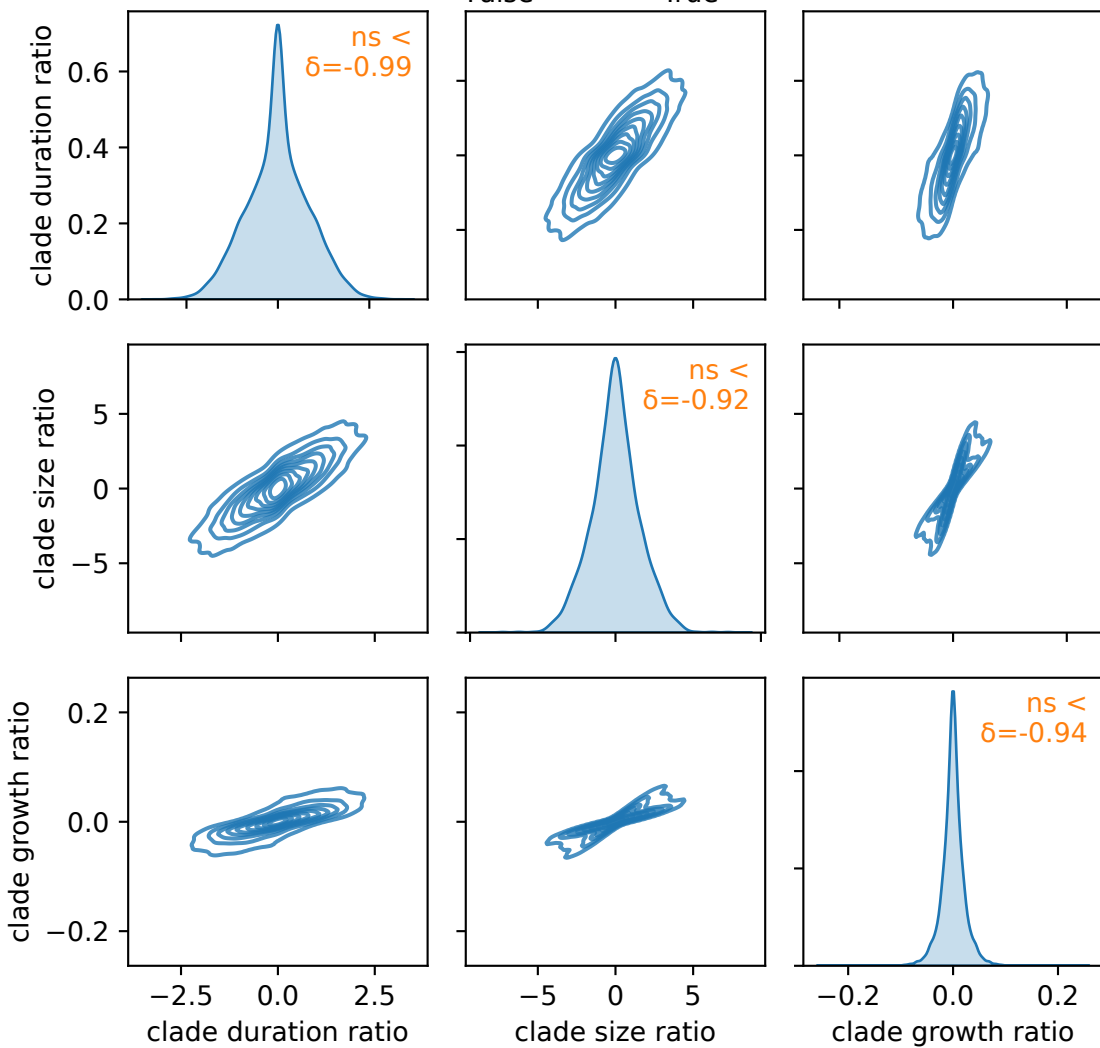 clade duration ratio
0.6
0.4
0.2
0.0
ns <
δ=-0.99
clade size ratio
5
0
−5
ns <
δ=-0.92
clade growth ratio
0.2
0.0
−0.2
ns <
δ=-0.94
−2.5 0.0 2.5
−5 0 5
−0.2 0.0 0.2
clade duration ratio
clade size ratio
clade growth ratio